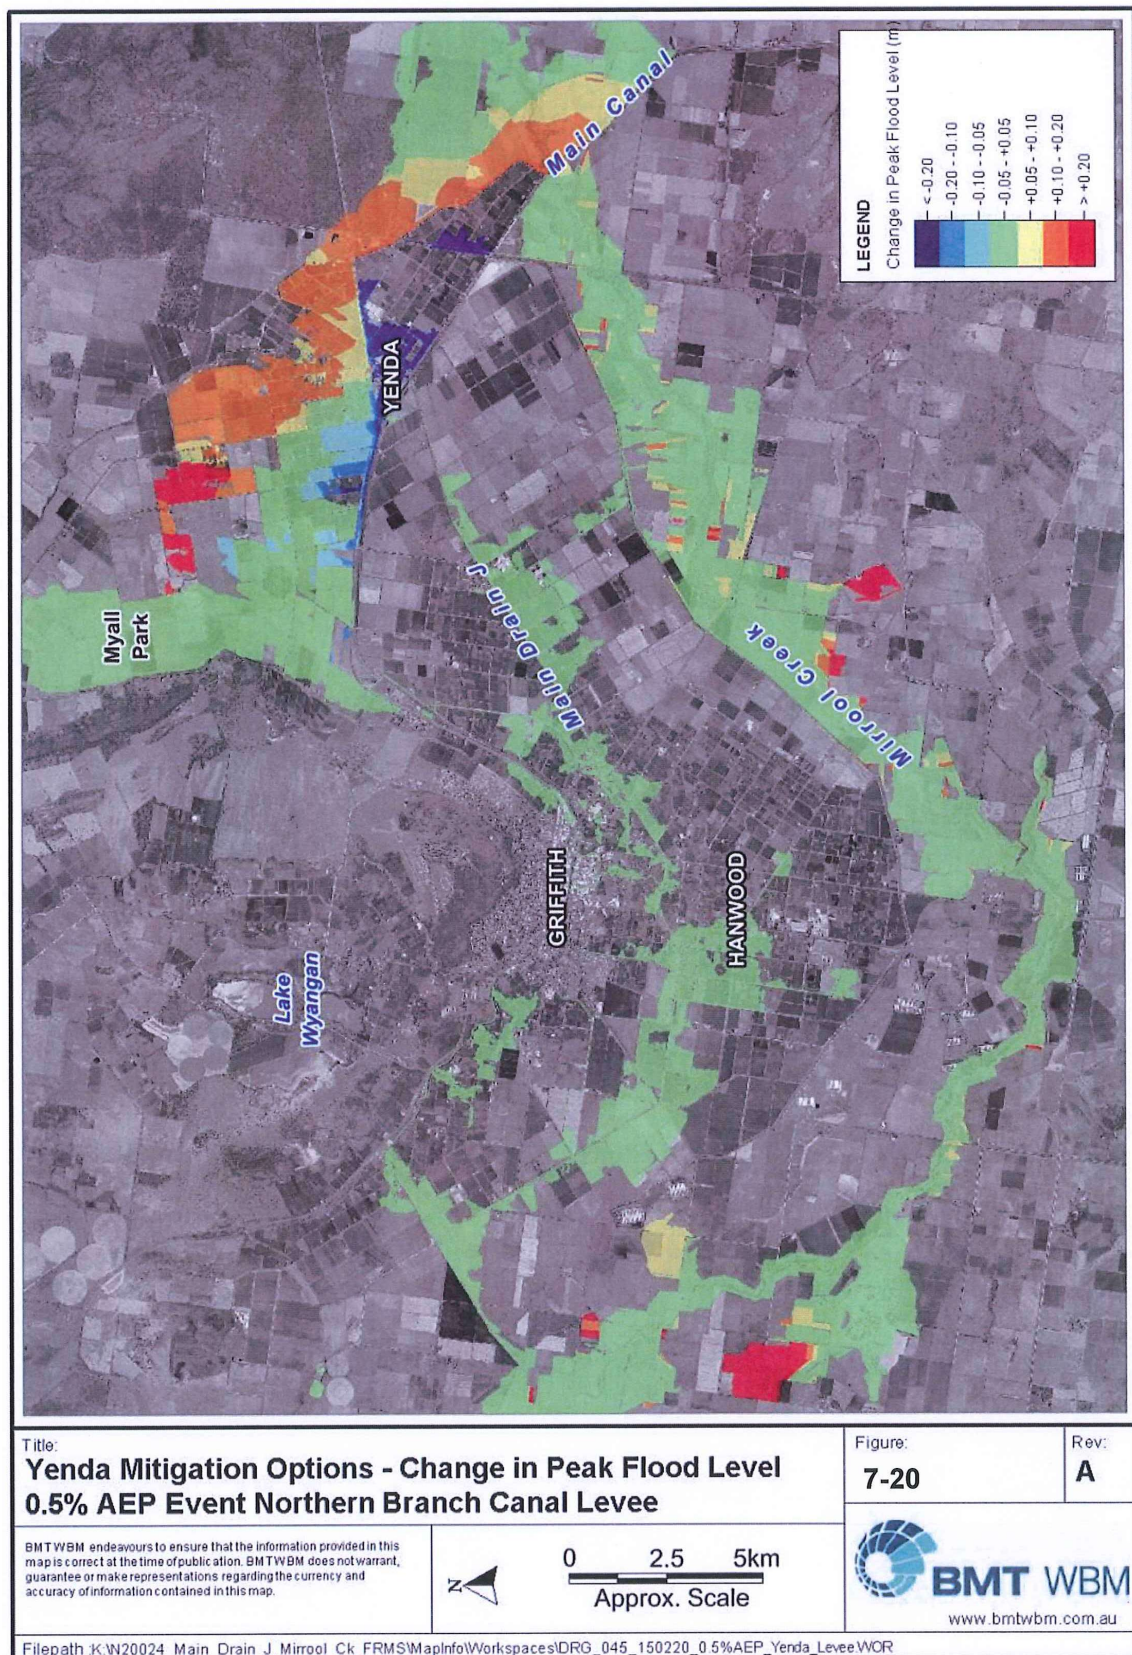 LEGEND
Change in Peak Flood Level (m)
< -0.20
-0.20 - -0.10
-0.10 - -0.05
-0.05 - +0.05
+0.05 - +0.10
+0.10 - +0.20
> +0.20
Main Canal
YENDA
Myall
Park
Main Drain J
Mirrool Creek
GRIFFITH
HANWOOD
Lake
Wyangan
Title:
Yenda Mitigation Options - Change in Peak Flood Level
0.5% AEP Event Northern Branch Canal Levee
Figure:
7-20
Rev:
A
BMT WBM endeavours to ensure that the information provided in this
map is correct at the time of publication. BMT WBM does not warrant,
guarantee or make representations regarding the currency and
accuracy of information contained in this map.
N
0 2.5 5km
Approx. Scale
BMT WBM
www.bmtwbm.com.au
Filepath :K:\N20024_Main_Drain_J_Mirrool_Ck_FRMS\MapInfo\Workspaces\DRG_045_150220_0.5%AEP_Yenda_Levee.WOR